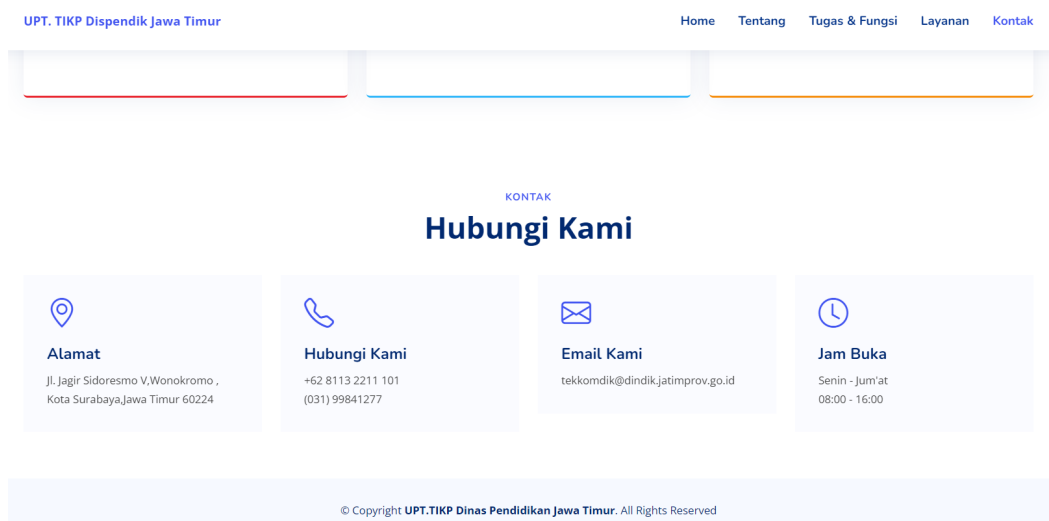 UPT. TIKP Dispendik Jawa Timur
Home Tentang Tugas & Fungsi Layanan Kontak
KONTAK
Hubungi Kami
Alamat
Jl. Jagir Sidoresmo V,Wonokromo ,
Kota Surabaya,Jawa Timur 60224
Hubungi Kami
+62 8113 2211 101
(031) 99841277
Email Kami
tekkomdik@dindik.jatimprov.go.id
Jam Buka
Senin - Jum'at
08:00 - 16:00
© Copyright UPT.TIKP Dinas Pendidikan Jawa Timur. All Rights Reserved